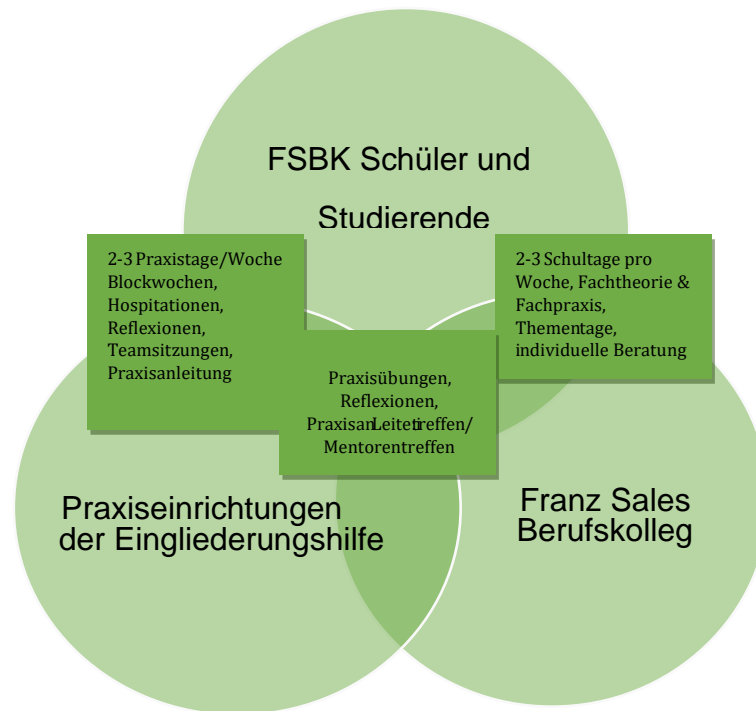 FSBK Schüler und
Studierende
2-3 Praxistage/Woche
Blockwochen,
Hospitationen,
Reflexionen,
Teamsitzungen,
Praxisanleitung
2-3 Schultage pro
Woche, Fachtheorie &
Fachpraxis,
Thementage,
individuelle Beratung
Praxisübungen,
Reflexionen,
PraxisanLeitertreffen/
Mentorentreffen
Praxiseinrichtungen
der Eingliederungshilfe
Franz Sales
Berufskolleg